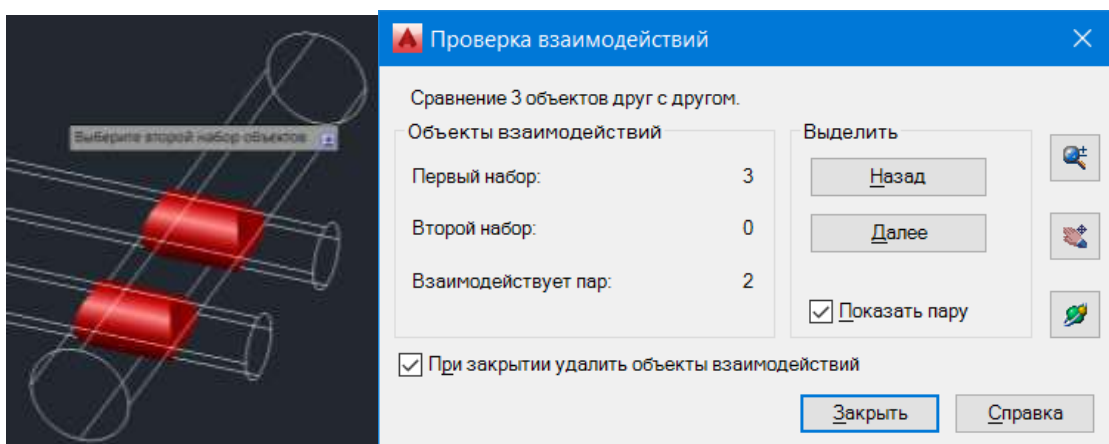 Выберите второй набор объектов
Проверка взаимодействий
Сравнение 3 объектов друг с другом.
Объекты взаимодействий
Первый набор: 3
Второй набор: 0
Взаимодействует пар: 2
Выделить
Назад
Далее
Показать пару
При закрытии удалить объекты взаимодействий
Закрыть
Справка